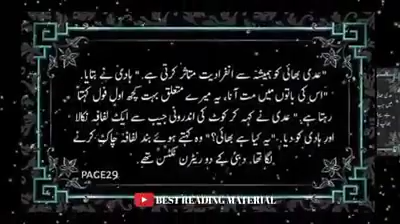 "عدی بھائی کو ہمیشہ سے انفرادیت متاثر کرتی ہے۔" ہادی نے بتایا۔
"اس کی باتوں میں مت آنا، یہ میرے متعلق بہت کچھ اول فول کہتا
رہتا ہے۔" عدی نے کہہ کر کوٹ کی اندرونی جیب سے ایک لفافہ نکالا
اور ہادی کو دیا۔ "یہ کیا ہے بھائی؟" وہ کہتے ہوئے بند لفافہ چاک کرنے
لگا تھا۔ دبئی کے دو ریٹرن ٹکٹس تھے۔
PAGE29
BEST READING MATERIAL